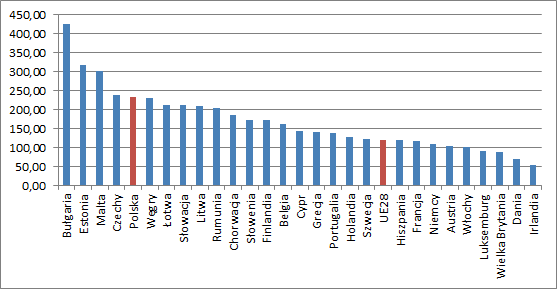 450,00
400,00
350,00
300,00
250,00
200,00
150,00
100,00
50,00
0,00
Bułgaria
Estonia
Malta
Czechy
Polska
Węgry
Łotwa
Słowacja
Litwa
Rumunia
Chorwacja
Słowenia
Finlandia
Belgia
Cypr
Grecja
Portugalia
Holandia
Szwecja
UE28
Hiszpania
Francja
Niemcy
Austria
Włochy
Luksemburg
Wielka Brytania
Dania
Irlandia